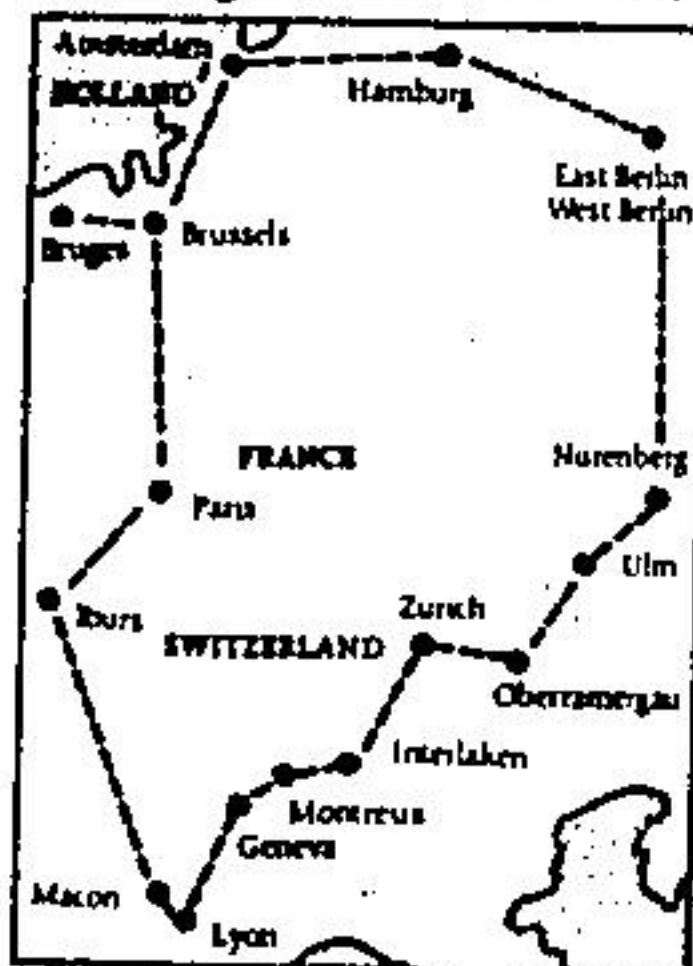 Amsterdam
HOLLAND
Hamburg
East Berlin
West Berlin
Bruges
Brussels
FRANCE
Nurenberg
Paris
Ulm
Tours
Zurich
SWITZERLAND
Oberramergau
Interlaken
Montreux
Geneva
Macon
Lyon